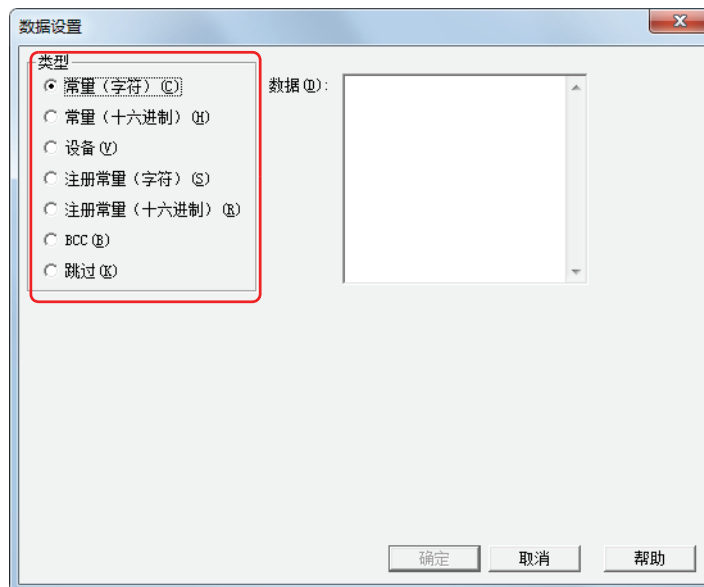 数据设置
类型
常量（字符）(C)
数据(D):
常量（十六进制）(H)
设备(V)
注册常量（字符）(S)
注册常量（十六进制）(R)
BCC(B)
跳过(K)
确定
取消
帮助